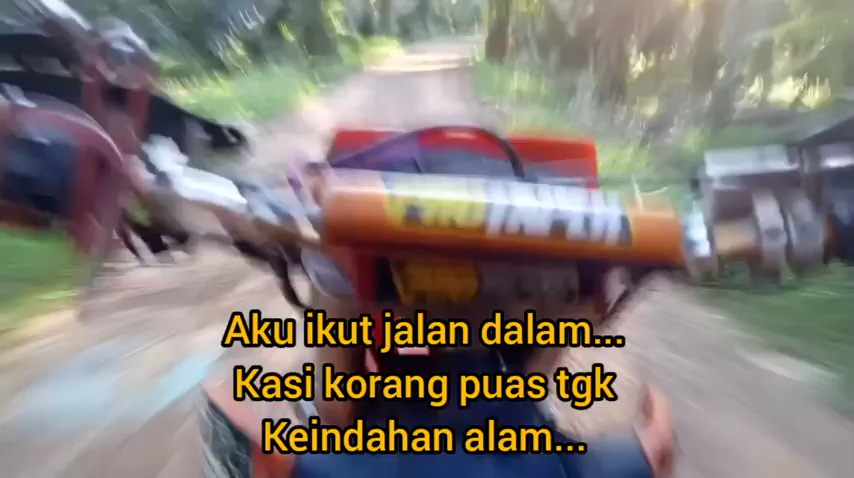 Aku ikut jalan dalam...
Kasi korang puas tgk
Keindahan alam...